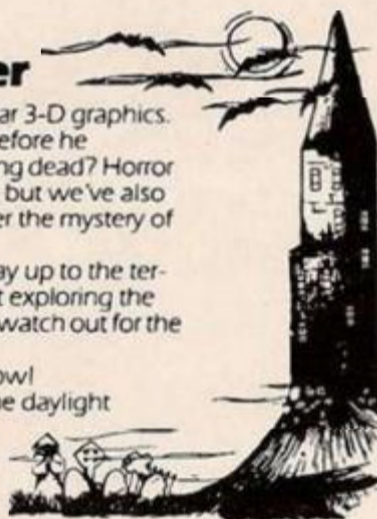 er
ar 3-D graphics.
efore he
ng dead? Horror
but we've also
er the mystery of
ay up to the ter-
t exploring the
watch out for the
owl
e daylight